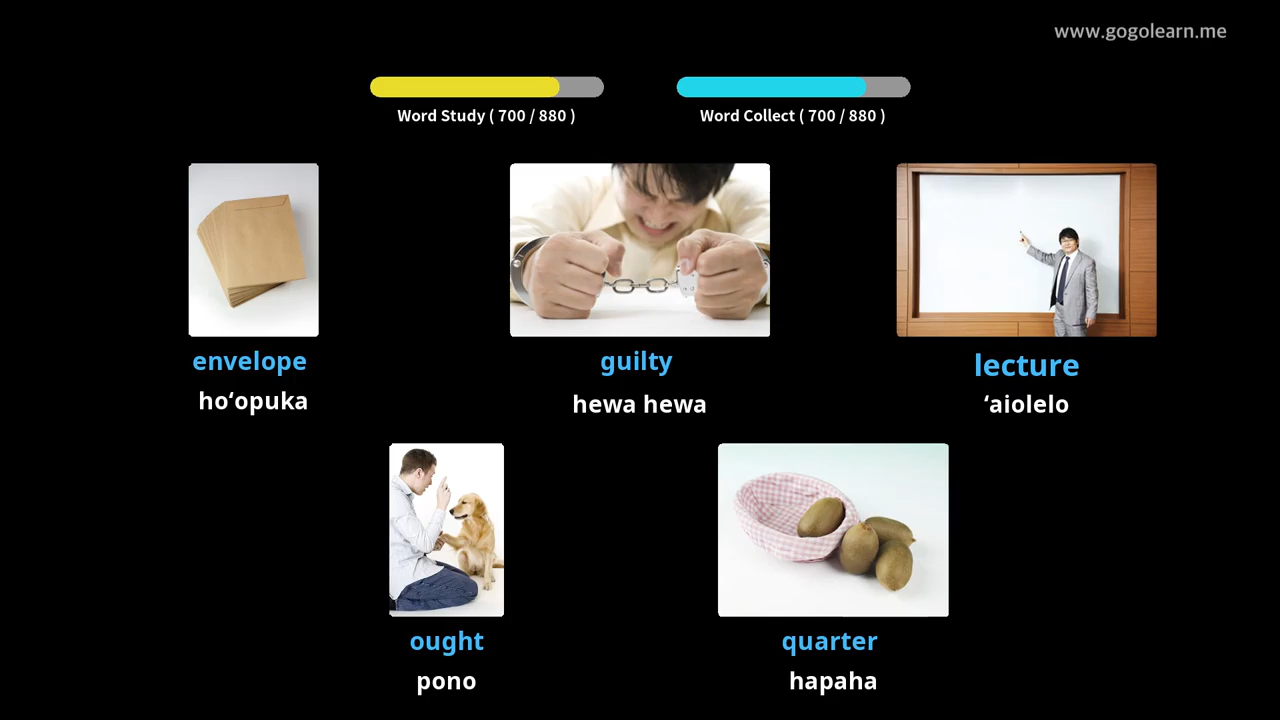 www.gogolearn.me
Word Study ( 700 / 880 )
Word Collect ( 700 / 880 )
envelope
hoʻopuka
guilty
hewa hewa
lecture
ʻaiolelo
ought
pono
quarter
hapaha